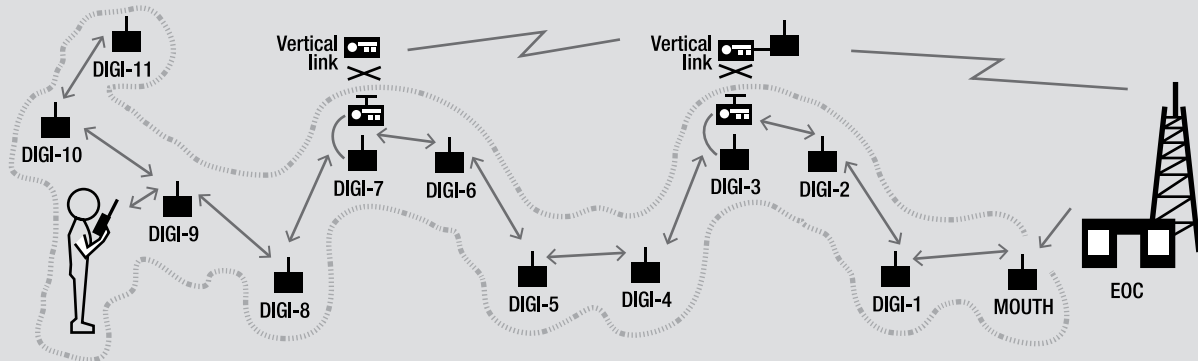 DIGI-11
DIGI-10
DIGI-9
DIGI-8
Vertical
link
DIGI-7
DIGI-6
DIGI-5
DIGI-4
Vertical
link
DIGI-3
DIGI-2
DIGI-1
MOUTH
EOC